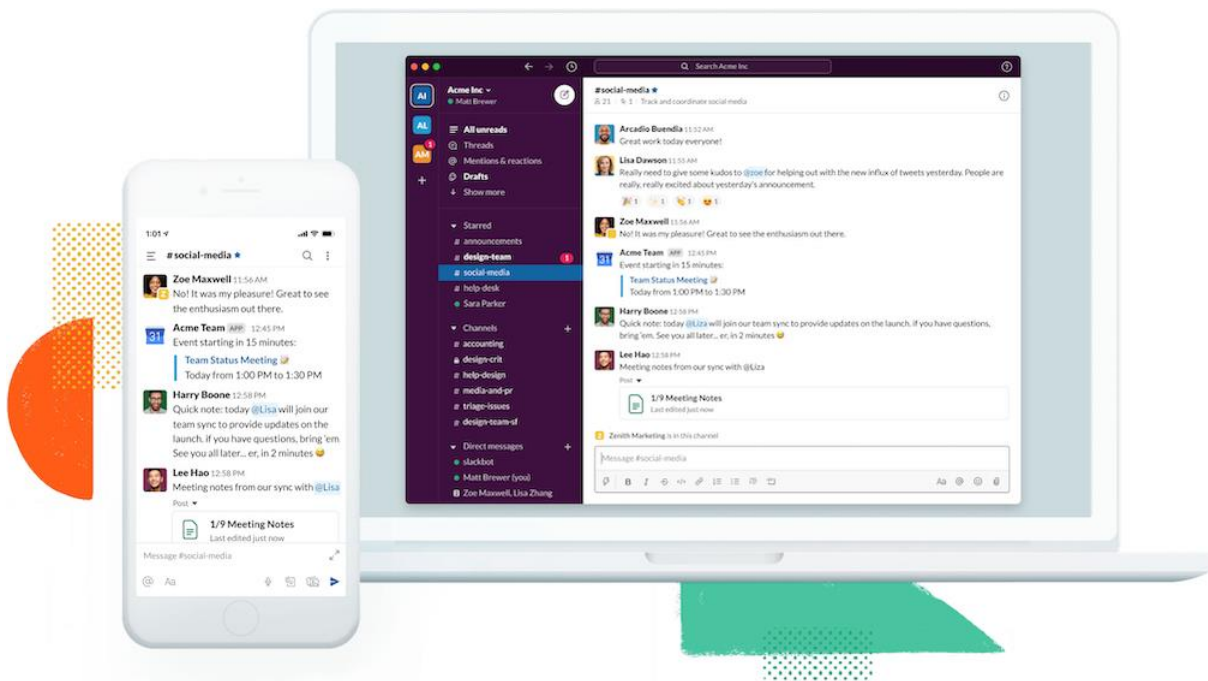 Search Acme Inc
AI
AL
AM
1
Acme Inc
Matt Brewer
All unreads
Threads
Mentions & reactions
Drafts
Show more
Starred
# announcements
# design-team
1
# social-media
# help-desk
Sara Parker
Channels
# accounting
design-crit
# help-design
# media-and-pr
# triage-issues
# design-team-sf
Direct messages
slackbot
Matt Brewer (you)
Zoe Maxwell, Lisa Zhang
#social-media
21 1 Track and coordinate social media
Arcadio Buendia 11:52 AM
Great work today everyone!
Lisa Dawson 11:55 AM
Really need to give some kudos to @zoe for helping out with the new influx of tweets yesterday. People are
really, really excited about yesterday's announcement.
1 1 1 1
Zoe Maxwell 11:56 AM
No! It was my pleasure! Great to see the enthusiasm out there.
31
Acme Team APP 12:45 PM
Event starting in 15 minutes:
Team Status Meeting 📝
Today from 1:00 PM to 1:30 PM
Harry Boone 12:58 PM
Quick note: today @Liza will join our team sync to provide updates on the launch. if you have questions,
bring 'em. See you all later... er, in 2 minutes 😅
Lee Hao 12:58 PM
Meeting notes from our sync with @Liza
Post
1/9 Meeting Notes
Last edited just now
Z Zenith Marketing is in this channel
Message #social-media
B I S </> Aa @
1:01
# social-media
Zoe Maxwell 11:56 AM
No! It was my pleasure! Great to see
the enthusiasm out there.
31
Acme Team APP 12:45 PM
Event starting in 15 minutes:
Team Status Meeting 📝
Today from 1:00 PM to 1:30 PM
Harry Boone 12:58 PM
Quick note: today @Lisa will join our
team sync to provide updates on the
launch. if you have questions, bring 'em
See you all later... er, in 2 minutes 😅
Lee Hao 12:58 PM
Meeting notes from our sync with @Lisa
Post
1/9 Meeting Notes
Last edited just now
Message #social-media
@ Aa